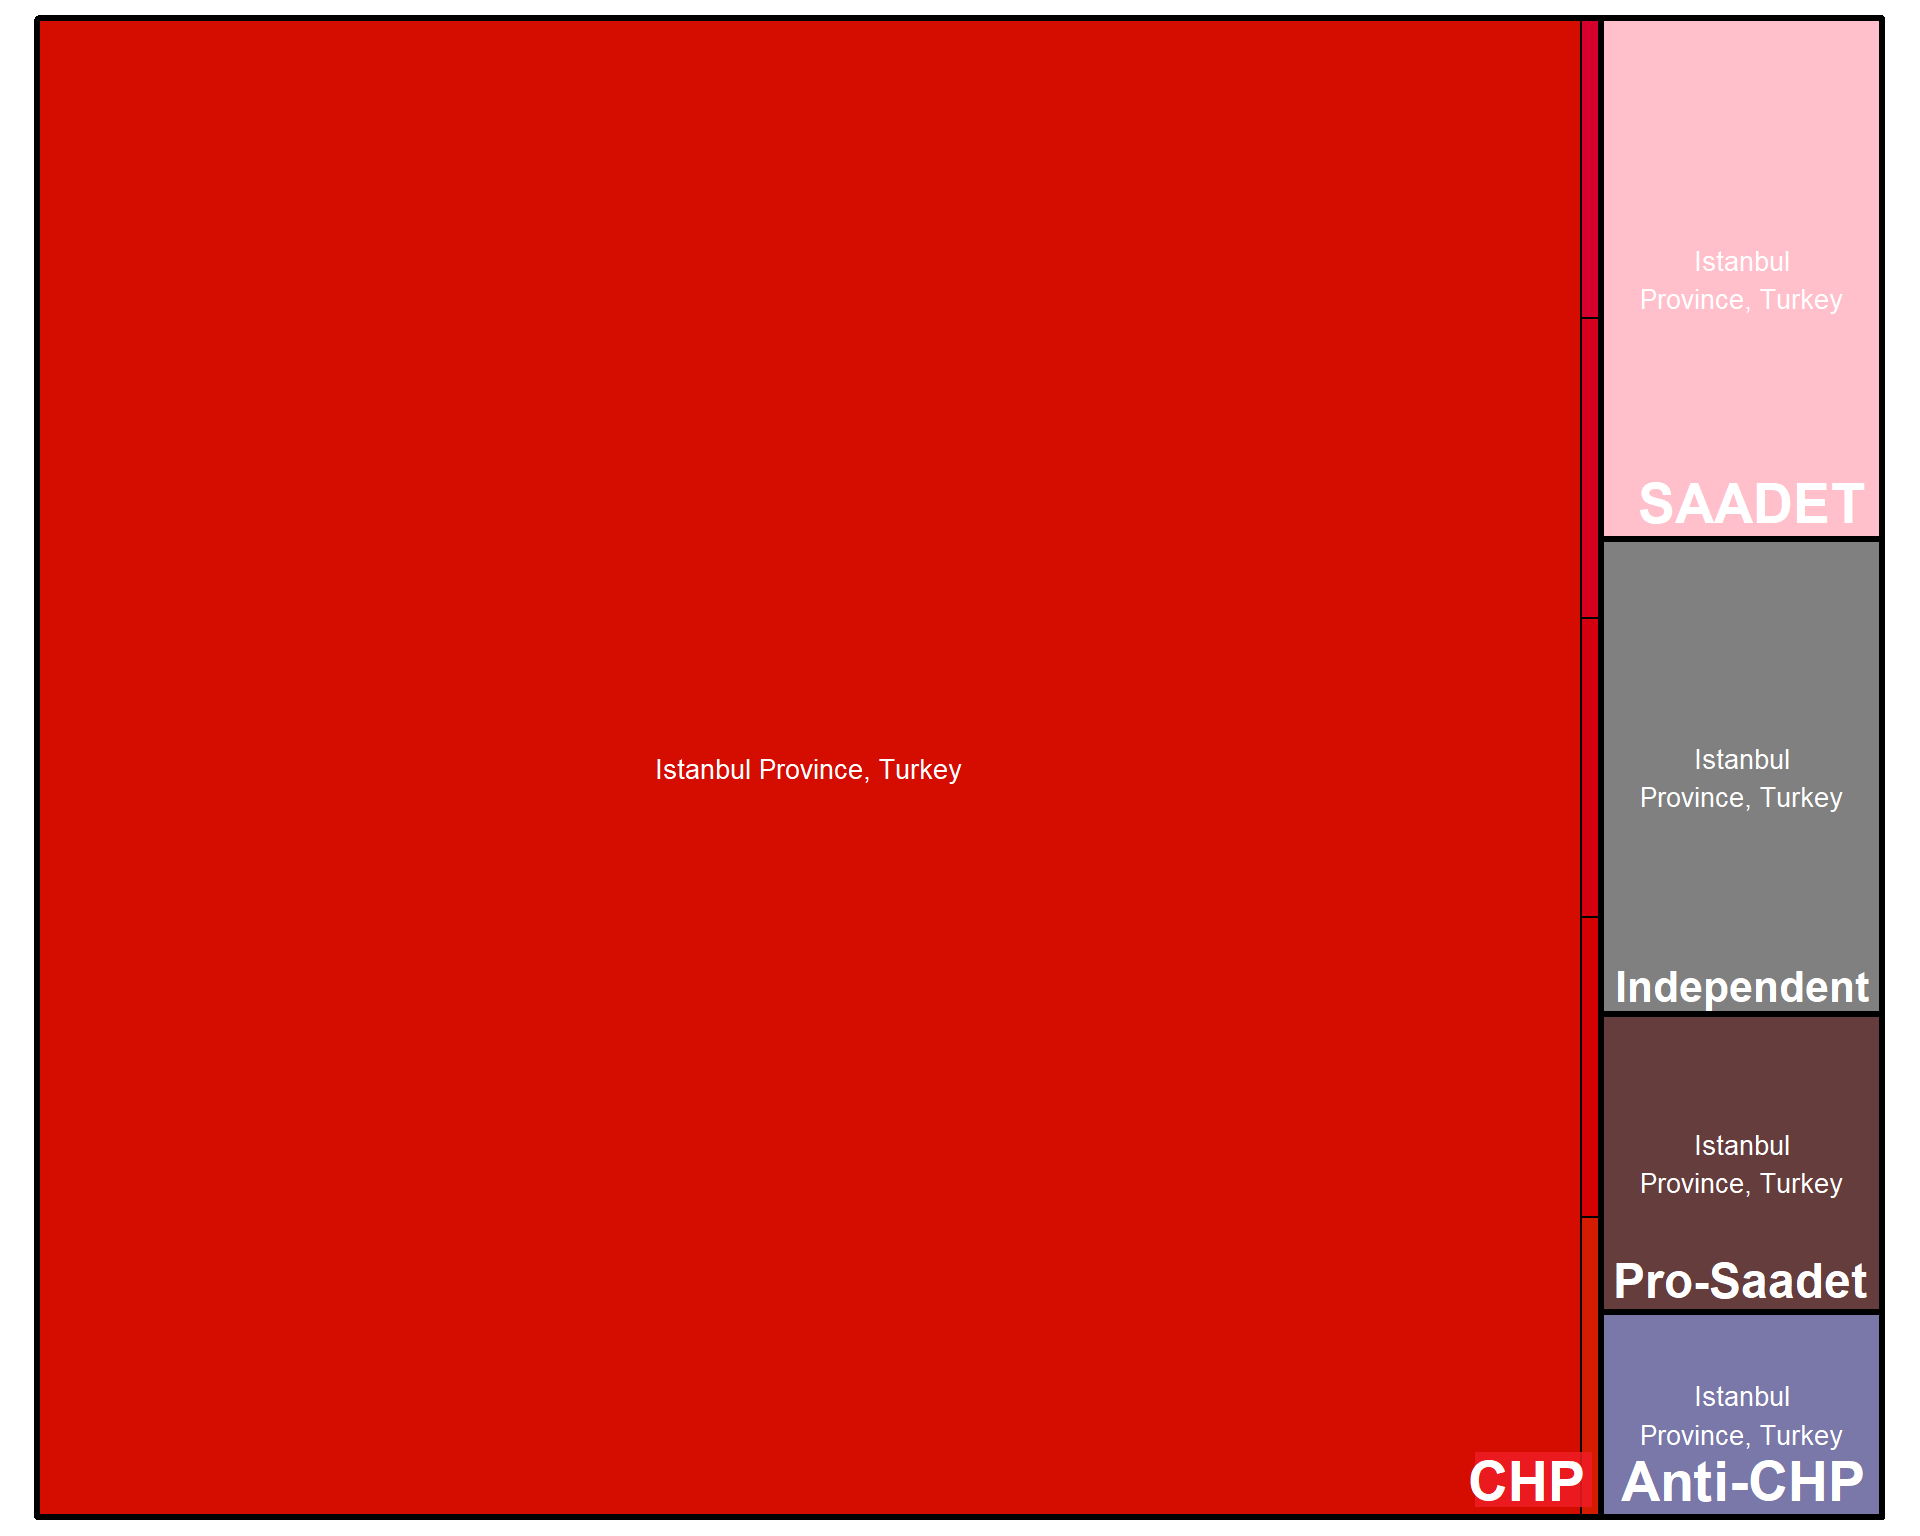 Istanbul Province, Turkey
CHP
Istanbul
Province, Turkey
SAADET
Istanbul
Province, Turkey
Independent
Istanbul
Province, Turkey
Pro-Saadet
Istanbul
Province, Turkey
Anti-CHP